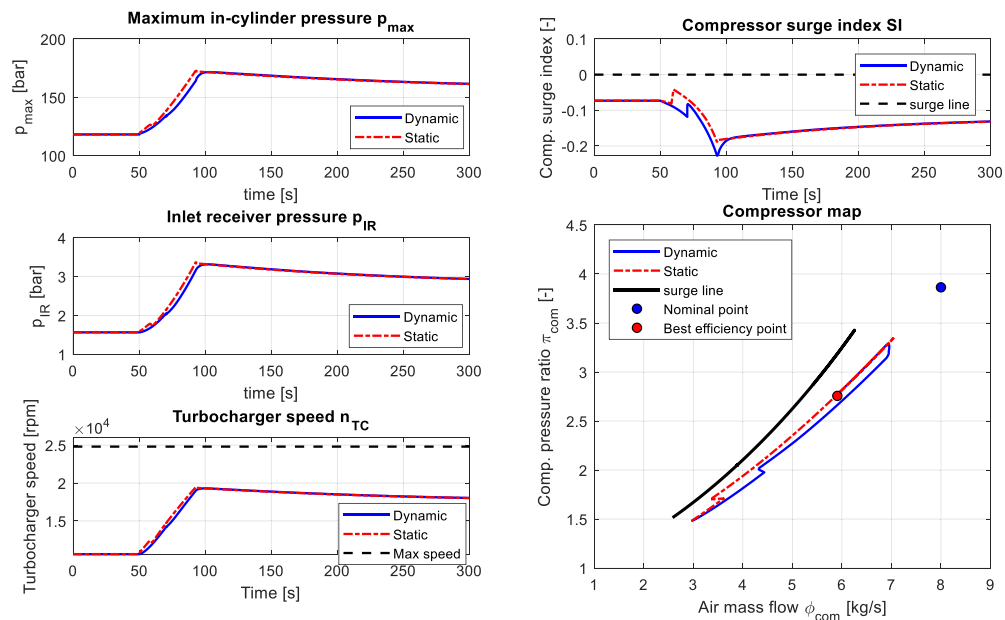 Maximum in-cylinder pressure p_max
200
150
100
p_max [bar]
0 50 100 150 200 250 300
time [s]
Dynamic
Static
Inlet receiver pressure p_IR
4
3
2
1
p_IR [bar]
0 50 100 150 200 250 300
time [s]
Dynamic
Static
Turbocharger speed n_TC
×10^4
2.5
2
1.5
Turbocharger speed [rpm]
0 50 100 150 200 250 300
Time [s]
Dynamic
Static
Max speed
Compressor surge index SI [-]
0.1
0
-0.1
-0.2
Comp. surge index [-]
0 50 100 150 200 250 300
Time [s]
Dynamic
Static
surge line
Compressor map
4.5
4
3.5
3
2.5
2
1.5
1
Comp. pressure ratio π_com [-]
1 2 3 4 5 6 7 8 9
Air mass flow ϕ_com [kg/s]
Dynamic
Static
surge line
Nominal point
Best efficiency point